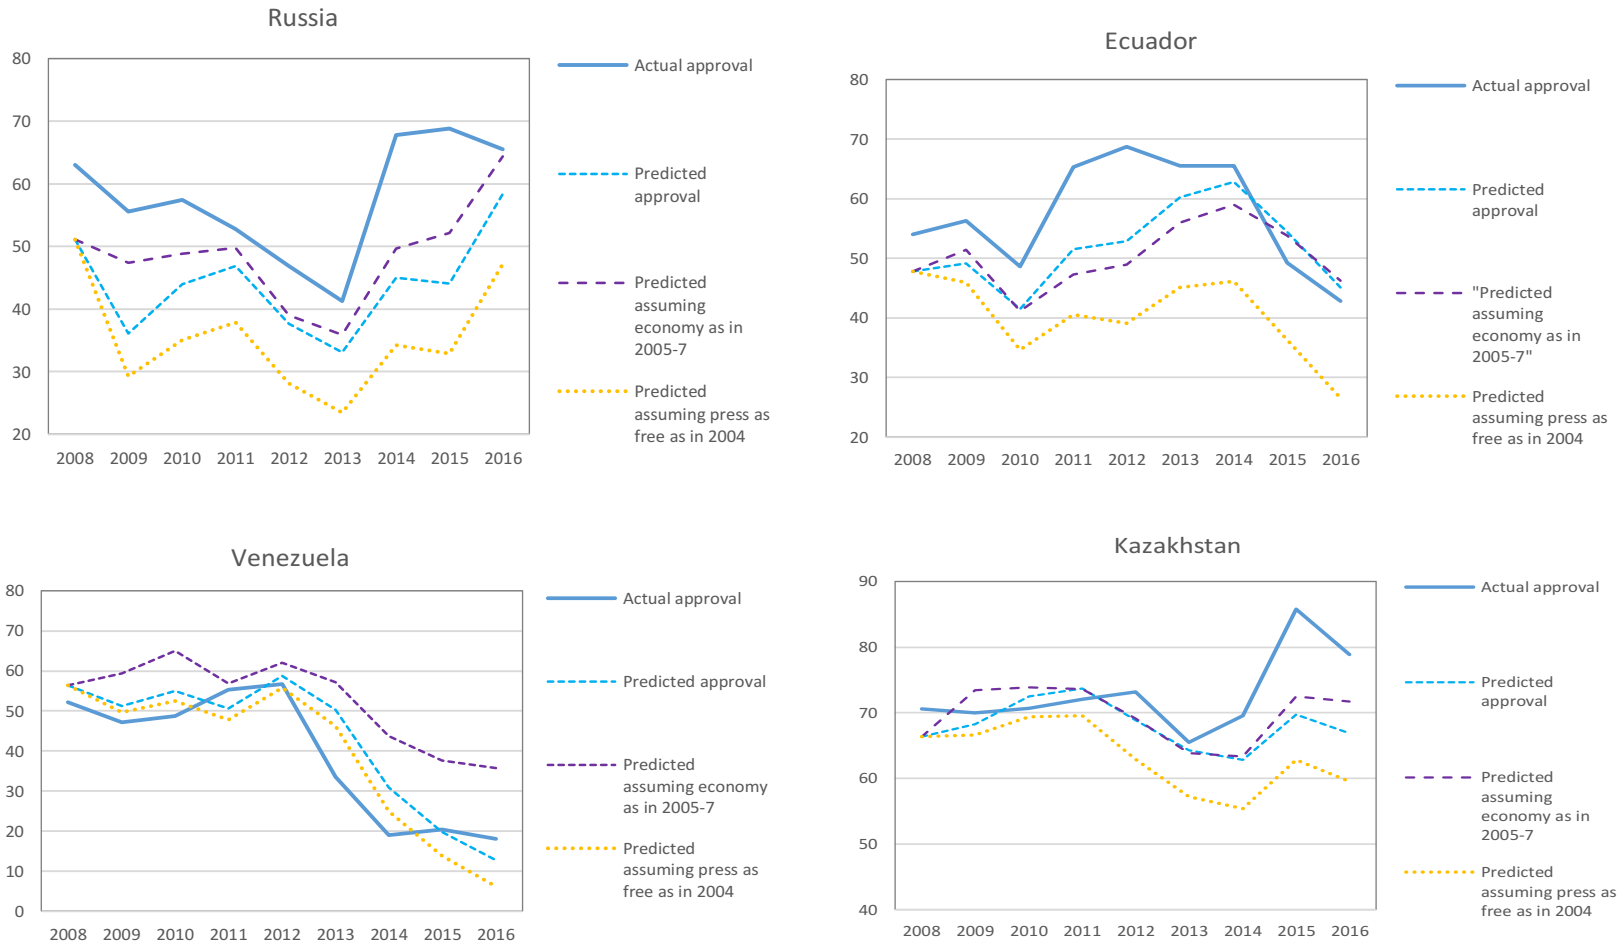 Russia
80
70
60
50
40
30
20
2008 2009 2010 2011 2012 2013 2014 2015 2016
Actual approval
Predicted
approval
Predicted
assuming
economy as in
2005-7
Predicted
assuming press as
free as in 2004
Ecuador
80
70
60
50
40
30
20
2008 2009 2010 2011 2012 2013 2014 2015 2016
Actual approval
Predicted
approval
"Predicted
assuming
economy as in
2005-7"
Predicted
assuming press as
free as in 2004
Venezuela
80
70
60
50
40
30
20
10
0
2008 2009 2010 2011 2012 2013 2014 2015 2016
Actual approval
Predicted approval
Predicted
assuming economy
as in 2005-7
Predicted
assuming press as
free as in 2004
Kazakhstan
90
80
70
60
50
40
2008 2009 2010 2011 2012 2013 2014 2015 2016
Actual approval
Predicted
approval
Predicted
assuming
economy as in
2005-7
Predicted
assuming press as
free as in 2004